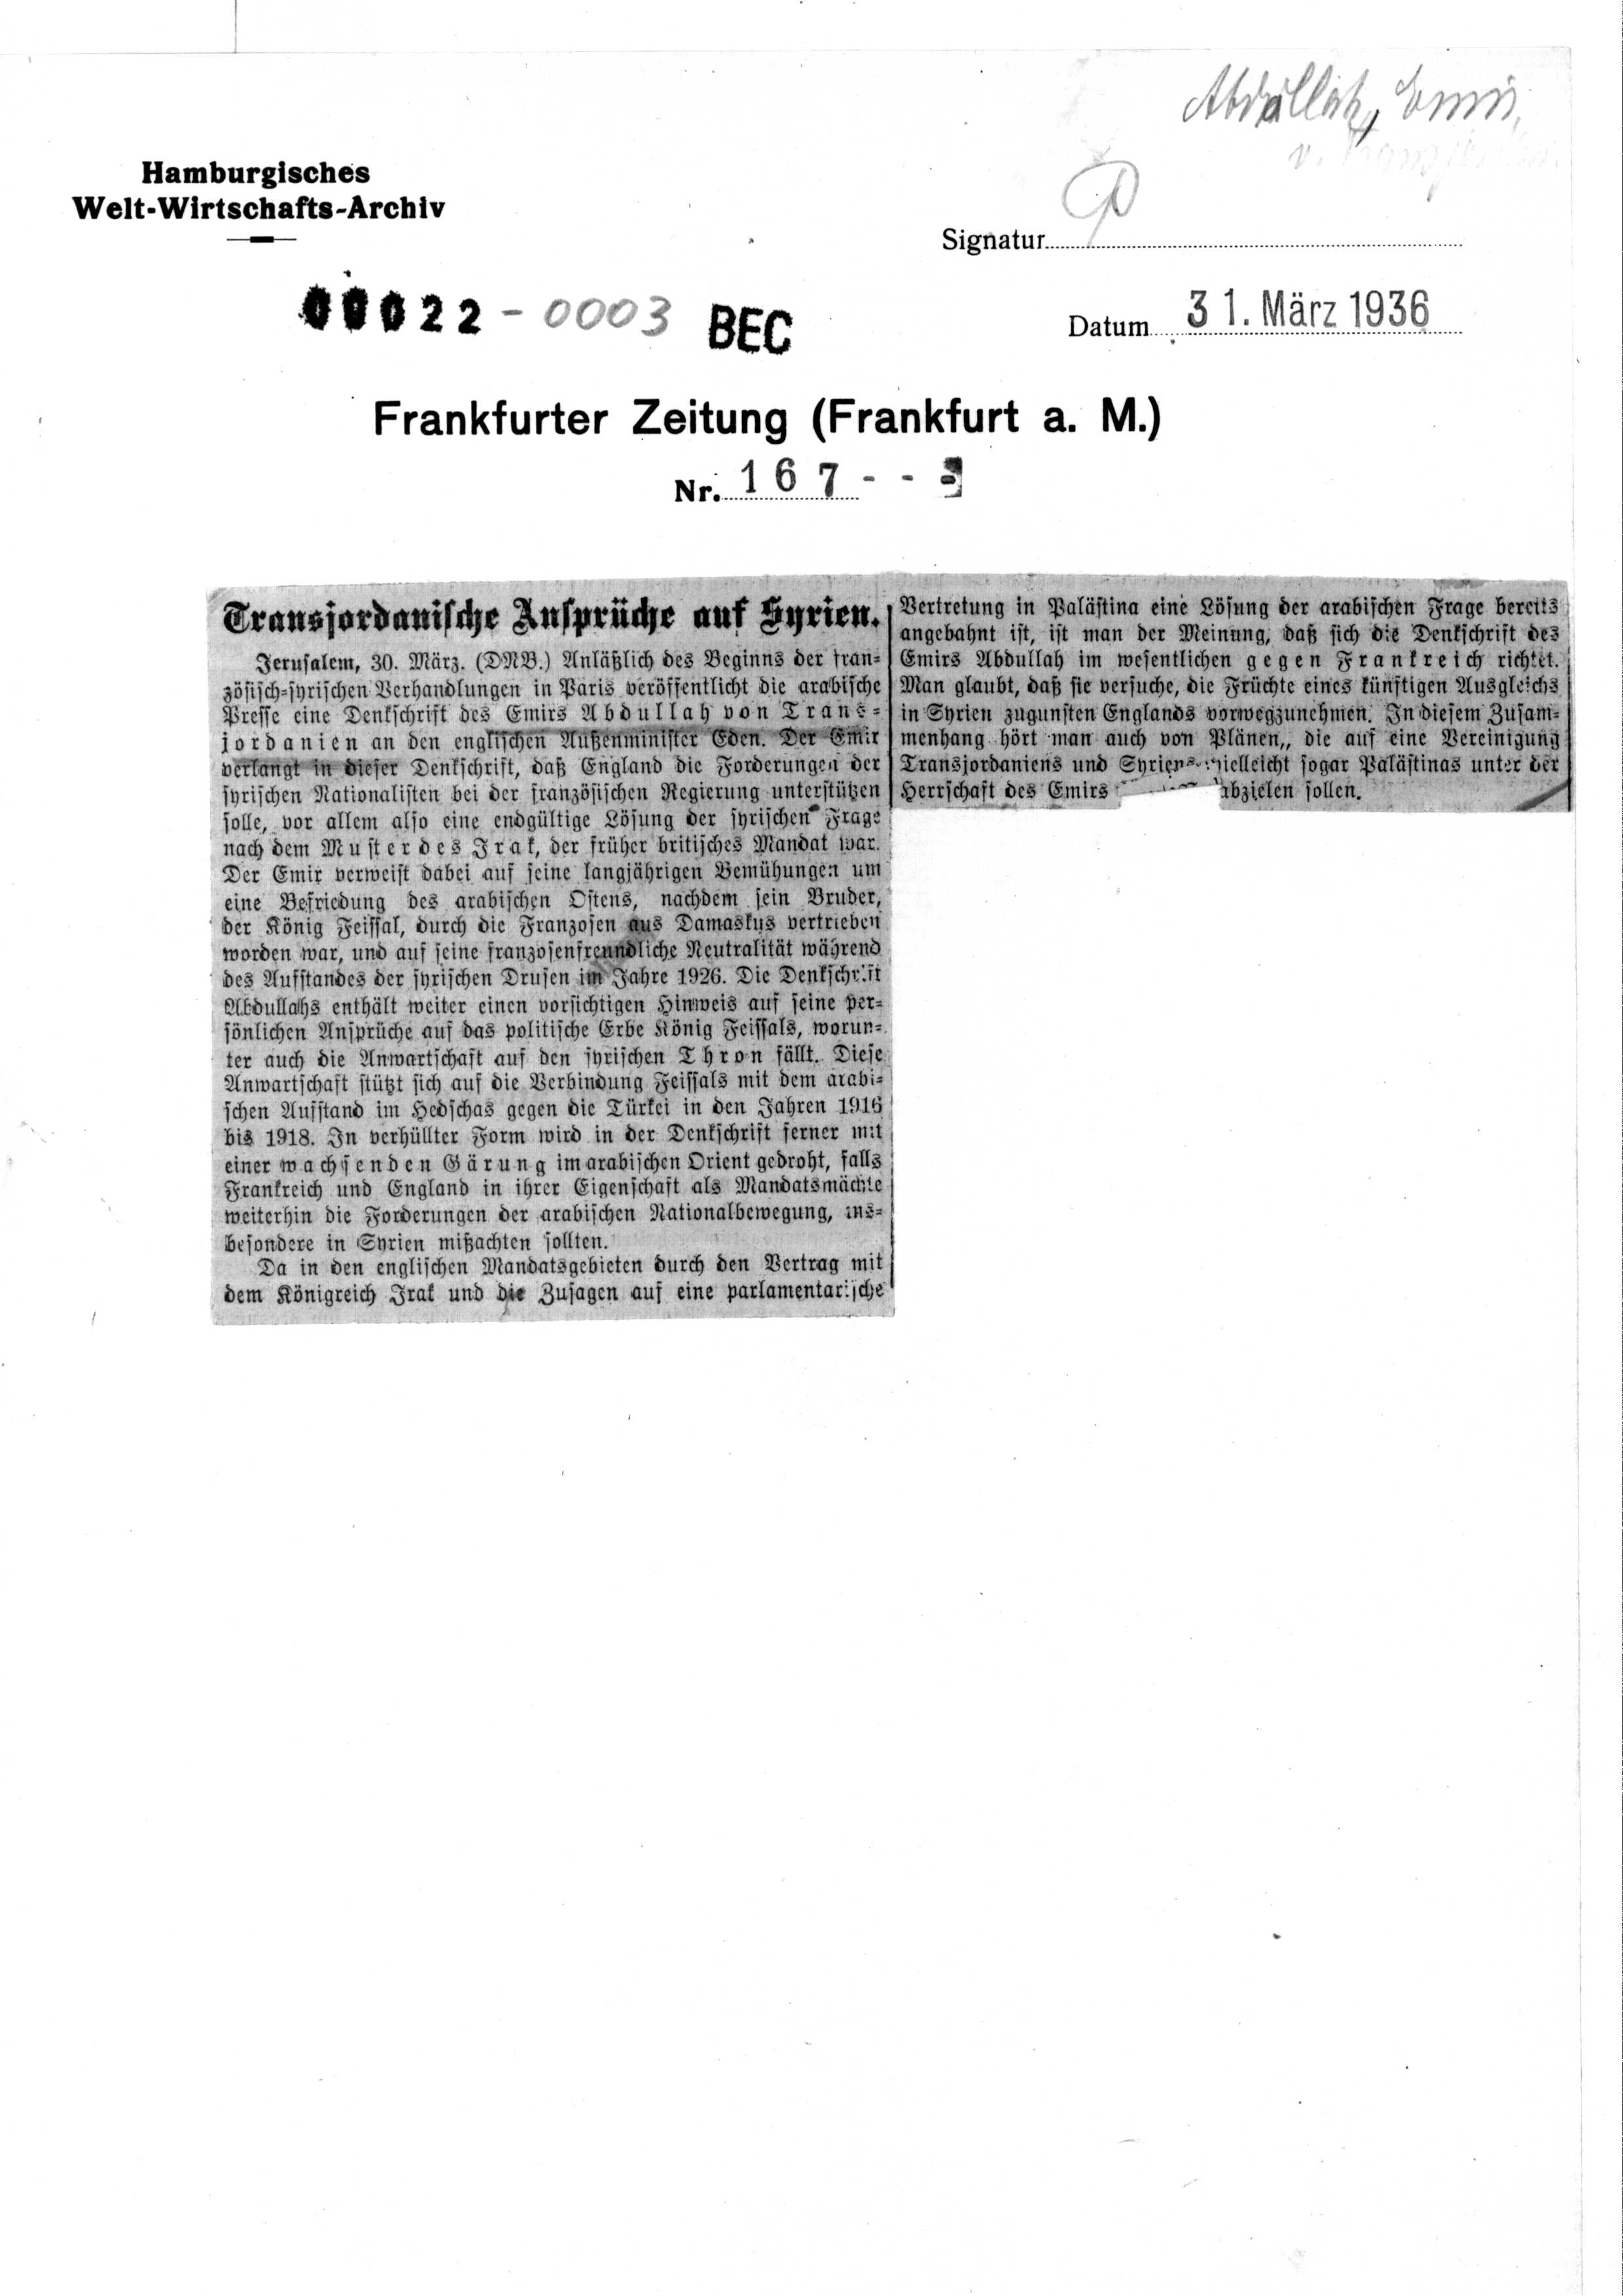 Abdullah, Emir,
v.
Hamburgisches
Welt-Wirtschafts-Archiv
Signatur
P
00022-0003 BEC
Datum 31. März 1936
Frankfurter Zeitung (Frankfurt a. M.)
Nr. 167 - -
Transjordanische Ansprüche auf Syrien.
Jerusalem, 30. März. (DNB.) Anläßlich des Beginns der fran-
zösisch-syrischen Verhandlungen in Paris veröffentlicht die arabische
Presse eine Denkschrift des Emirs Abdullah von Trans-
jordanien an den englischen Außenminister Eden. Der Emir
verlangt in dieser Denkschrift, daß England die Forderungen der
syrischen Nationalisten bei der französischen Regierung unterstützen
solle, vor allem also eine endgültige Lösung der syrischen Frage
nach dem Muster des Irak, der früher britisches Mandat war.
Der Emir verweist dabei auf seine langjährigen Bemühungen um
eine Befriedung des arabischen Ostens, nachdem sein Bruder,
der König Feissal, durch die Franzosen aus Damaskus vertrieben
worden war, und auf seine franzosenfreundliche Neutralität während
des Aufstandes der syrischen Drusen im Jahre 1926. Die Denkschrift
Abdullahs enthält weiter einen vorsichtigen Hinweis auf seine per-
sönlichen Ansprüche auf das politische Erbe König Feissals, worun-
ter auch die Anwartschaft auf den syrischen Thron fällt. Diese
Anwartschaft stützt sich auf die Verbindung Feissals mit dem arabi-
schen Aufstand im Hedschas gegen die Türkei in den Jahren 1916
bis 1918. In verhüllter Form wird in der Denkschrift ferner mit
einer wachsenden Gärung im arabischen Orient gedroht, falls
Frankreich und England in ihrer Eigenschaft als Mandatsmächte
weiterhin die Forderungen der arabischen Nationalbewegung, ins-
besondere in Syrien mißachten sollten.
Da in den englischen Mandatsgebieten durch den Vertrag mit
dem Königreich Irak und die Zusagen auf eine parlamentarische
Vertretung in Palästina eine Lösung der arabischen Frage bereits
angebahnt ist, ist man der Meinung, daß sich die Denkschrift des
Emirs Abdullah im wesentlichen gegen Frankreich richtet.
Man glaubt, daß sie versuche, die Früchte eines künftigen Ausgleichs
in Syrien zugunsten Englands vorwegzunehmen. In diesem Zusam-
menhang hört man auch von Plänen,, die auf eine Vereinigung
Transjordaniens und Syriens vielleicht sogar Palästinas unter der
Herrschaft des Emirs abzielen sollen.